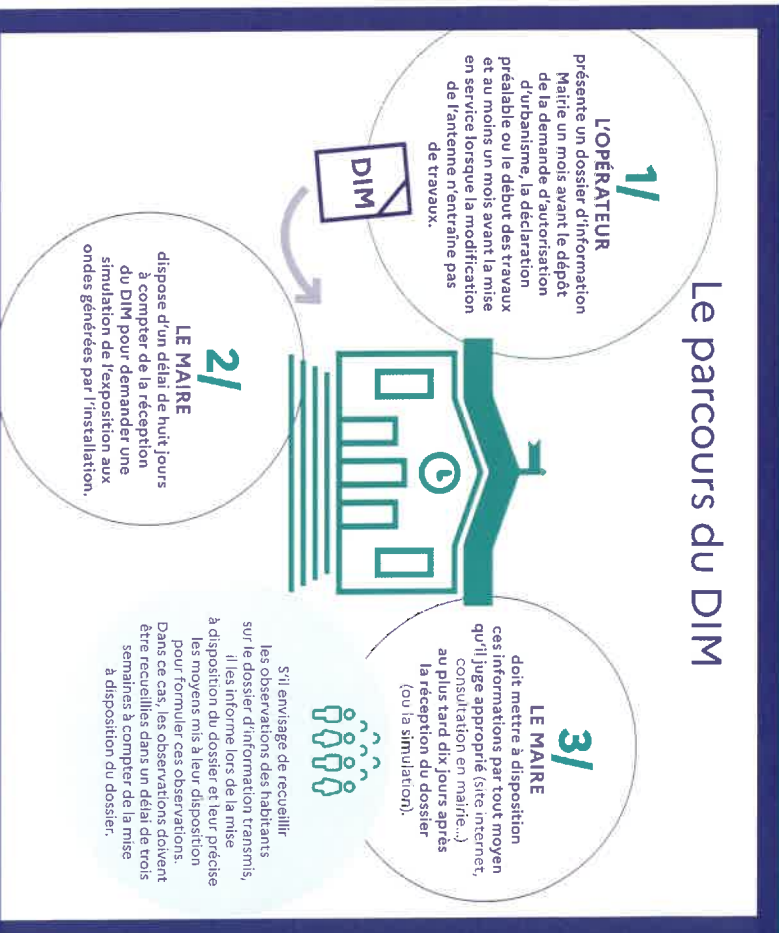 Le parcours du DIM
1/
L'OPÉRATEUR
présente un dossier d'information
Mairie un mois avant le dépôt
de la demande d'autorisation
d'urbanisme, la déclaration
préalable ou le début des travaux
et au moins un mois avant la mise
en service lorsque la modification
de l'antenne n'entraîne pas
de travaux.
DIM
2/
LE MAIRE
dispose d'un délai de huit jours
à compter de la réception
du DIM pour demander une
simulation de l'exposition aux
ondes générées par l'installation.
3/
LE MAIRE
doit mettre à disposition
ces informations par tout moyen
qu'il juge approprié (site internet,
consultation en mairie...)
au plus tard dix jours après
la réception du dossier
(ou la simulation).
S'il envisage de recueillir
les observations des habitants
sur le dossier d'information transmis,
il les informe lors de la mise
à disposition du dossier et leur précise
les moyens mis à leur disposition
pour formuler ces observations.
Dans ce cas, les observations doivent
être recueillies dans un délai de trois
semaines à compter de la mise
à disposition du dossier.